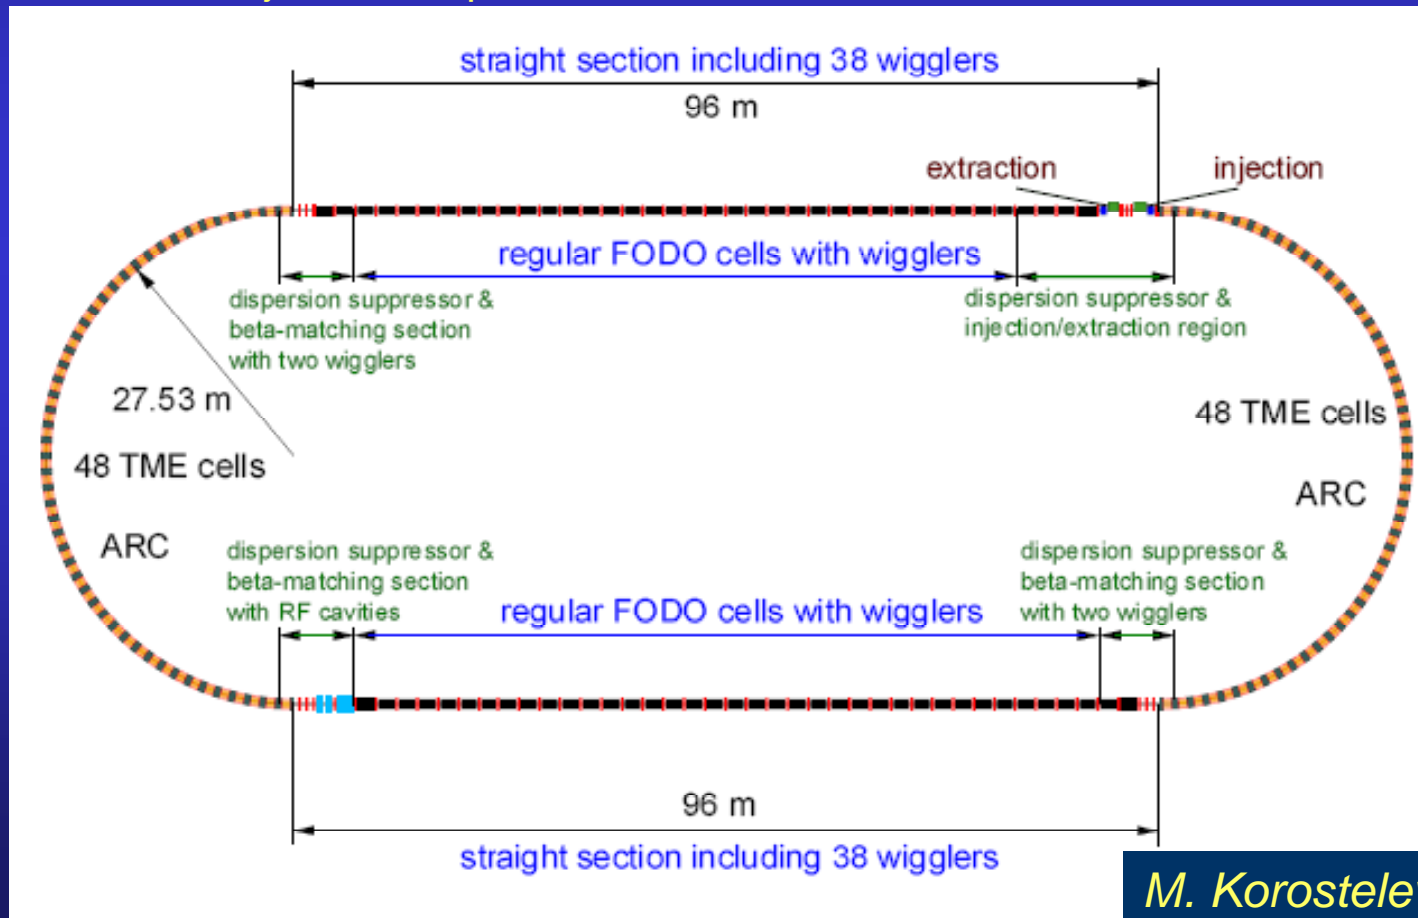 straight section including 38 wigglers
96 m
extraction
injection
regular FODO cells with wigglers
dispersion suppressor &
beta-matching section
with two wigglers
dispersion suppressor &
injection/extraction region
27.53 m
48 TME cells
ARC
48 TME cells
ARC
dispersion suppressor &
beta-matching section
with RF cavities
regular FODO cells with wigglers
dispersion suppressor &
beta-matching section
with two wigglers
96 m
straight section including 38 wigglers
M. Korostele